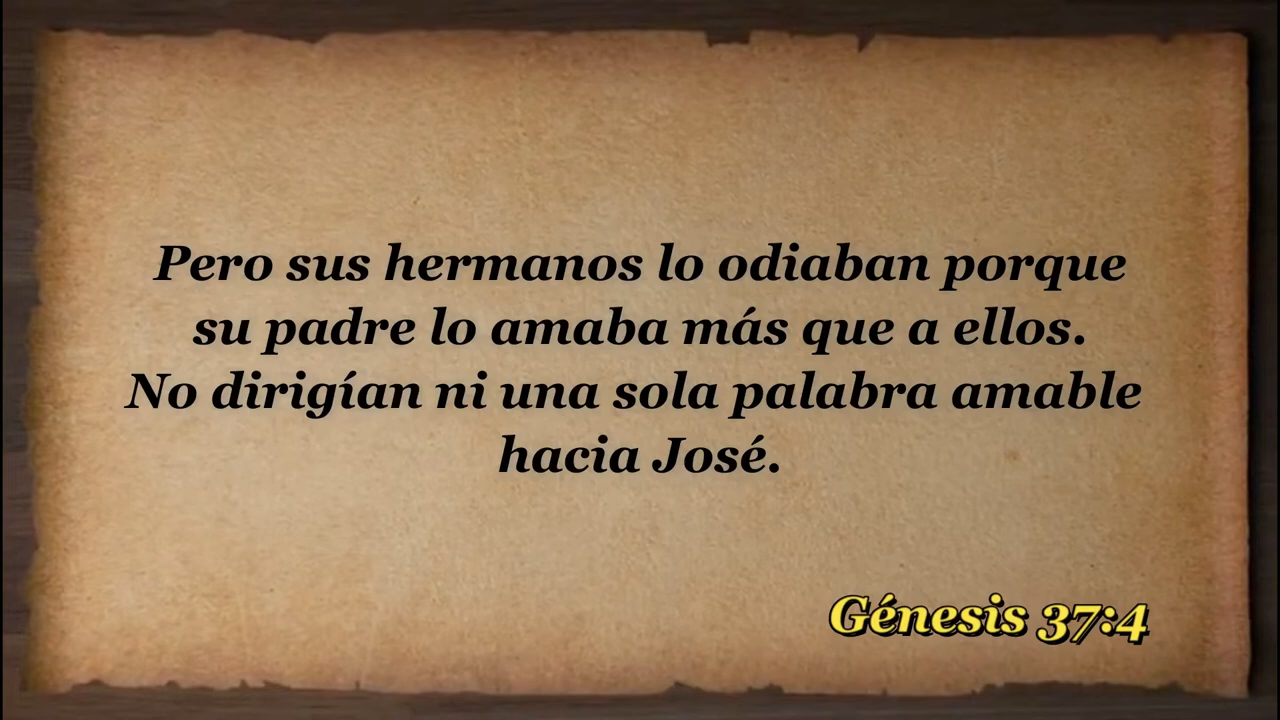 Pero sus hermanos lo odiaban porque
su padre lo amaba más que a ellos.
No dirigían ni una sola palabra amable
hacia José.
Génesis 37:4